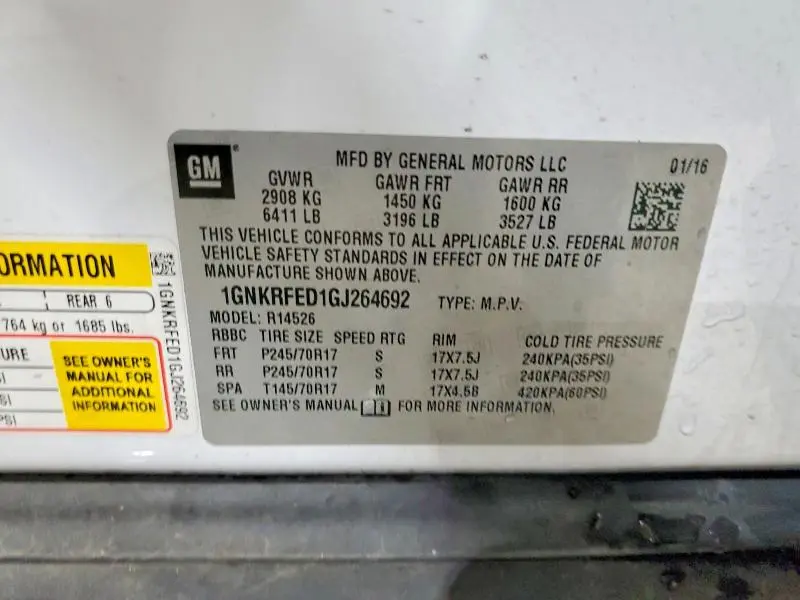 GM
MFD BY GENERAL MOTORS LLC 01/16
GVWR GAWR FRT GAWR RR
2908 KG 1450 KG 1600 KG
6411 LB 3196 LB 3527 LB
THIS VEHICLE CONFORMS TO ALL APPLICABLE U.S. FEDERAL MOTOR
VEHICLE SAFETY STANDARDS IN EFFECT ON THE DATE OF
MANUFACTURE SHOWN ABOVE.
1GNKRFED1GJ264692 TYPE: M.P.V.
MODEL: R14526
RBBC TIRE SIZE SPEED RTG RIM COLD TIRE PRESSURE
FRT P245/70R17 S 17X7.5J 240KPA(35PSI)
RR P245/70R17 S 17X7.5J 240KPA(35PSI)
SPA T145/70R17 M 17X4.5B 420KPA(60PSI)
SEE OWNER'S MANUAL FOR MORE INFORMATION.
ORMATION
REAR 6
764 kg or 1685 lbs.
URE
SEE OWNER'S
MANUAL FOR
ADDITIONAL
INFORMATION
1GNKRFED1GJ264692